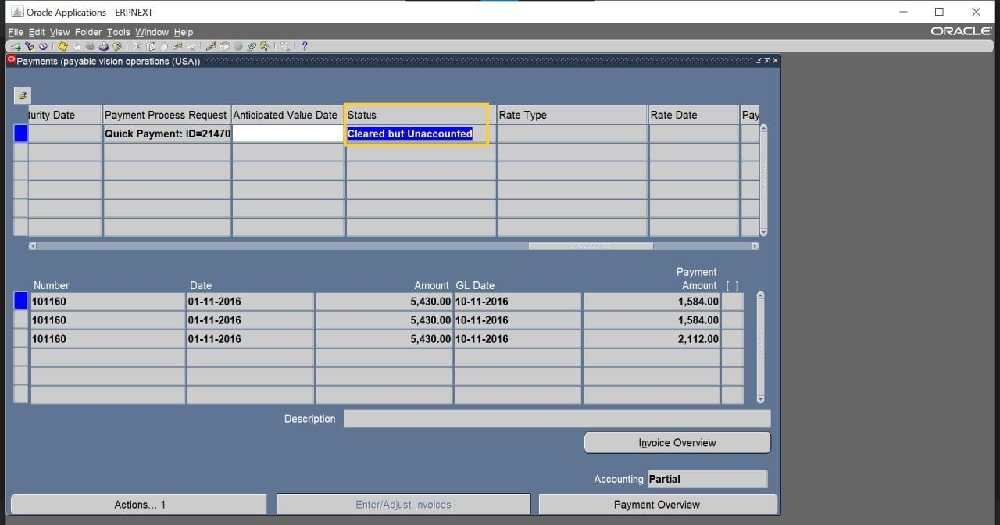 Oracle Applications - ERPNEXT
File Edit View Folder Tools Window Help
ORACLE
Payments (payable vision operations (USA))
turity Date Payment Process Request Anticipated Value Date Status Rate Type Rate Date Pay
Quick Payment: ID=21470 Cleared but Unaccounted
Payment
Number Date Amount GL Date Amount [ ]
101160 01-11-2016 5,430.00 10-11-2016 1,584.00
101160 01-11-2016 5,430.00 10-11-2016 1,584.00
101160 01-11-2016 5,430.00 10-11-2016 2,112.00
Description
Invoice Overview
Accounting Partial
Actions... 1 Enter/Adjust Invoices Payment Overview